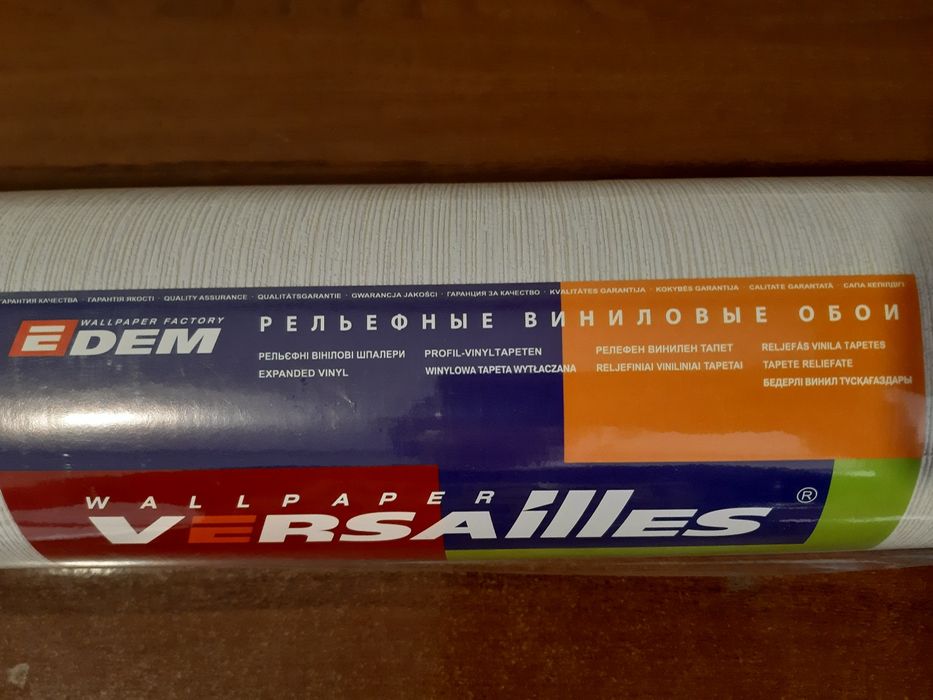 ГАРАНТИЯ КАЧЕСТВА · ГАРАНТІЯ ЯКОСТІ · QUALITY ASSURANCE · QUALITÄTSGARANTIE · GWARANCJA JAKOŚCI · ГАРАНЦИЯ ЗА КАЧЕСТВО · KVALITĀTES GARANTIJA · KOKYBĖS GARANTIJA · CALITATE GARANTATĂ · САПА КЕПІЛДІГІ
WALLPAPER FACTORY
EDEM
РЕЛЬЕФНЫЕ ВИНИЛОВЫЕ ОБОИ
РЕЛЬЄФНІ ВІНІЛОВІ ШПАЛЕРИ
EXPANDED VINYL
PROFIL-VINYLTAPETEN
WINYLOWA TAPETA WYTŁACZANA
РЕЛЕФЕН ВИНИЛЕН ТАПЕТ
RELJEFINIAI VINILINIAI TAPETAI
RELJEFĀS VINILA TAPETES
TAPETE RELIEFATE
БЕДЕРЛІ ВИНИЛ ТҰСҚАҒАЗДАРЫ
WALLPAPER
VERSAILLES ®